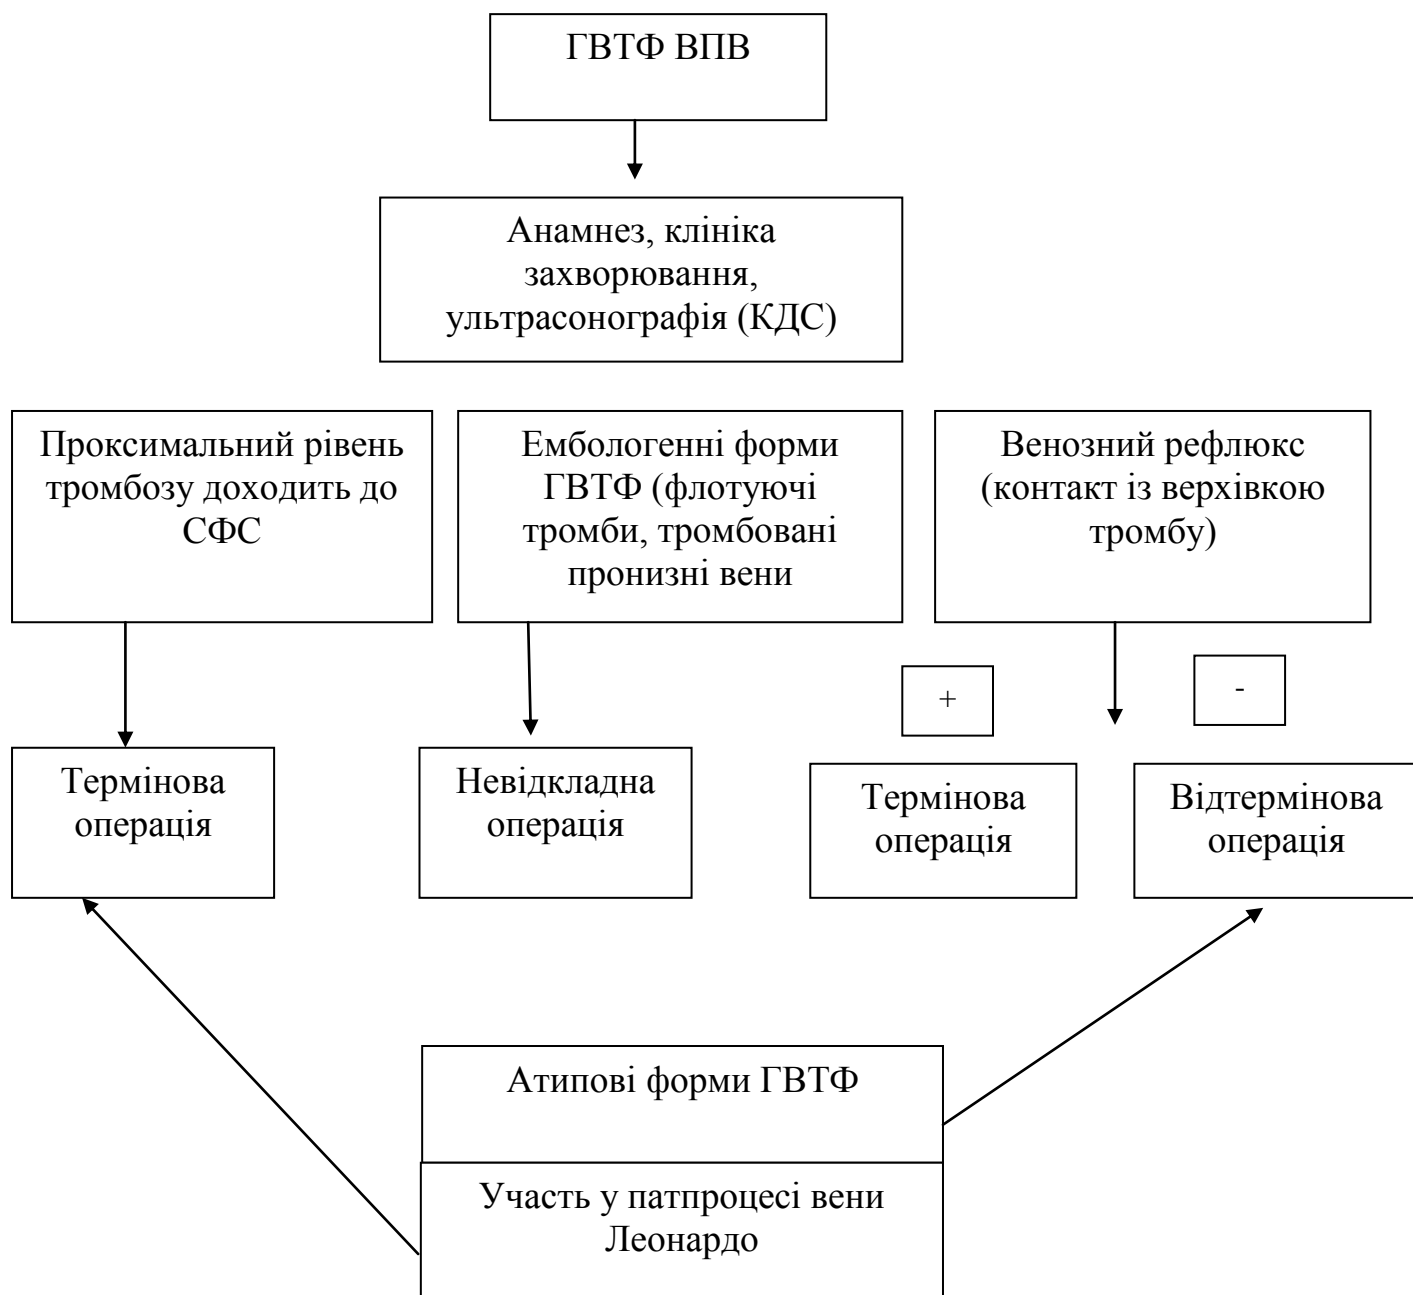 ГВТФ ВПВ
Анамнез, клініка
захворювання,
ультрасонографія (КДС)
Проксимальний рівень
тромбозу доходить до
СФС
Ембологенні форми
ГВТФ (флотуючі
тромби, тромбовані
пронизні вени
Венозний рефлюкс
(контакт із верхівкою
тромбу)
+
-
Термінова
операція
Невідкладна
операція
Термінова
операція
Відтермінова
операція
Атипові форми ГВТФ
Участь у патпроцесі вени
Леонардо